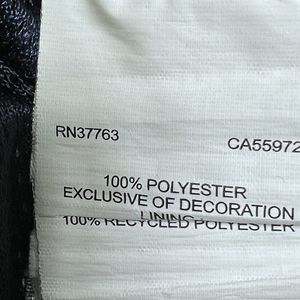 RN37763 CA55972
100% POLYESTER
EXCLUSIVE OF DECORATION
LINING
100% RECYCLED POLYESTER